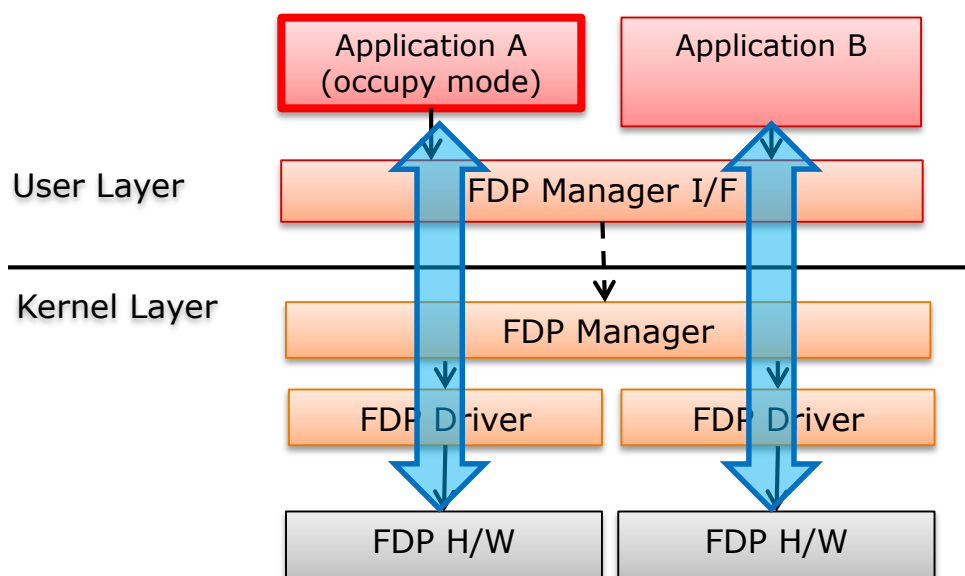 Application A
(occupy mode)
Application B
User Layer
FDP Manager I/F
Kernel Layer
FDP Manager
FDP Driver
FDP Driver
FDP H/W
FDP H/W